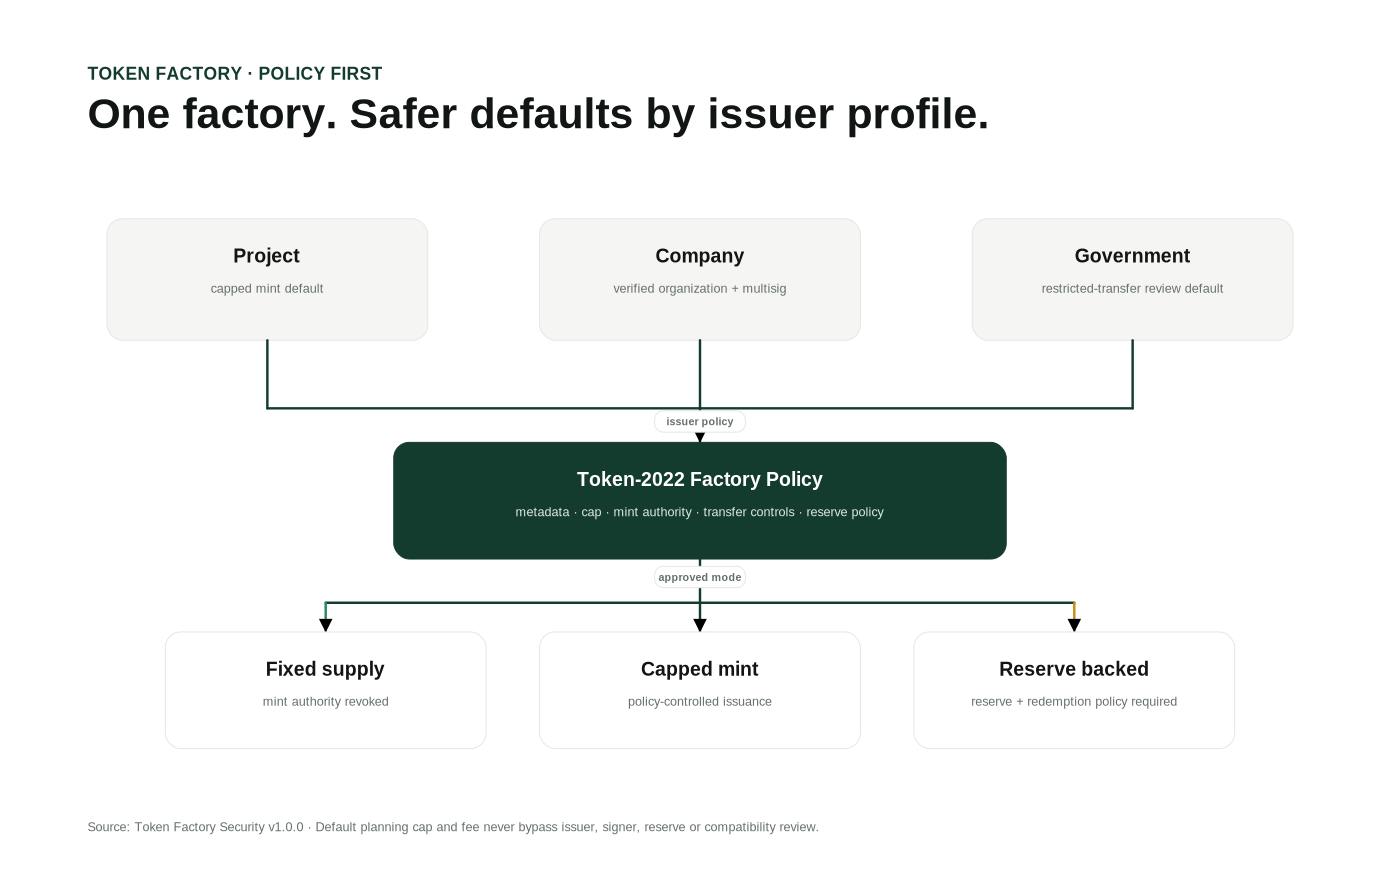 TOKEN FACTORY · POLICY FIRST
One factory. Safer defaults by issuer profile.
Project
capped mint default
Company
verified organization + multisig
Government
restricted-transfer review default
issuer policy
Token-2022 Factory Policy
metadata · cap · mint authority · transfer controls · reserve policy
approved mode
Fixed supply
mint authority revoked
Capped mint
policy-controlled issuance
Reserve backed
reserve + redemption policy required
Source: Token Factory Security v1.0.0 · Default planning cap and fee never bypass issuer, signer, reserve or compatibility review.